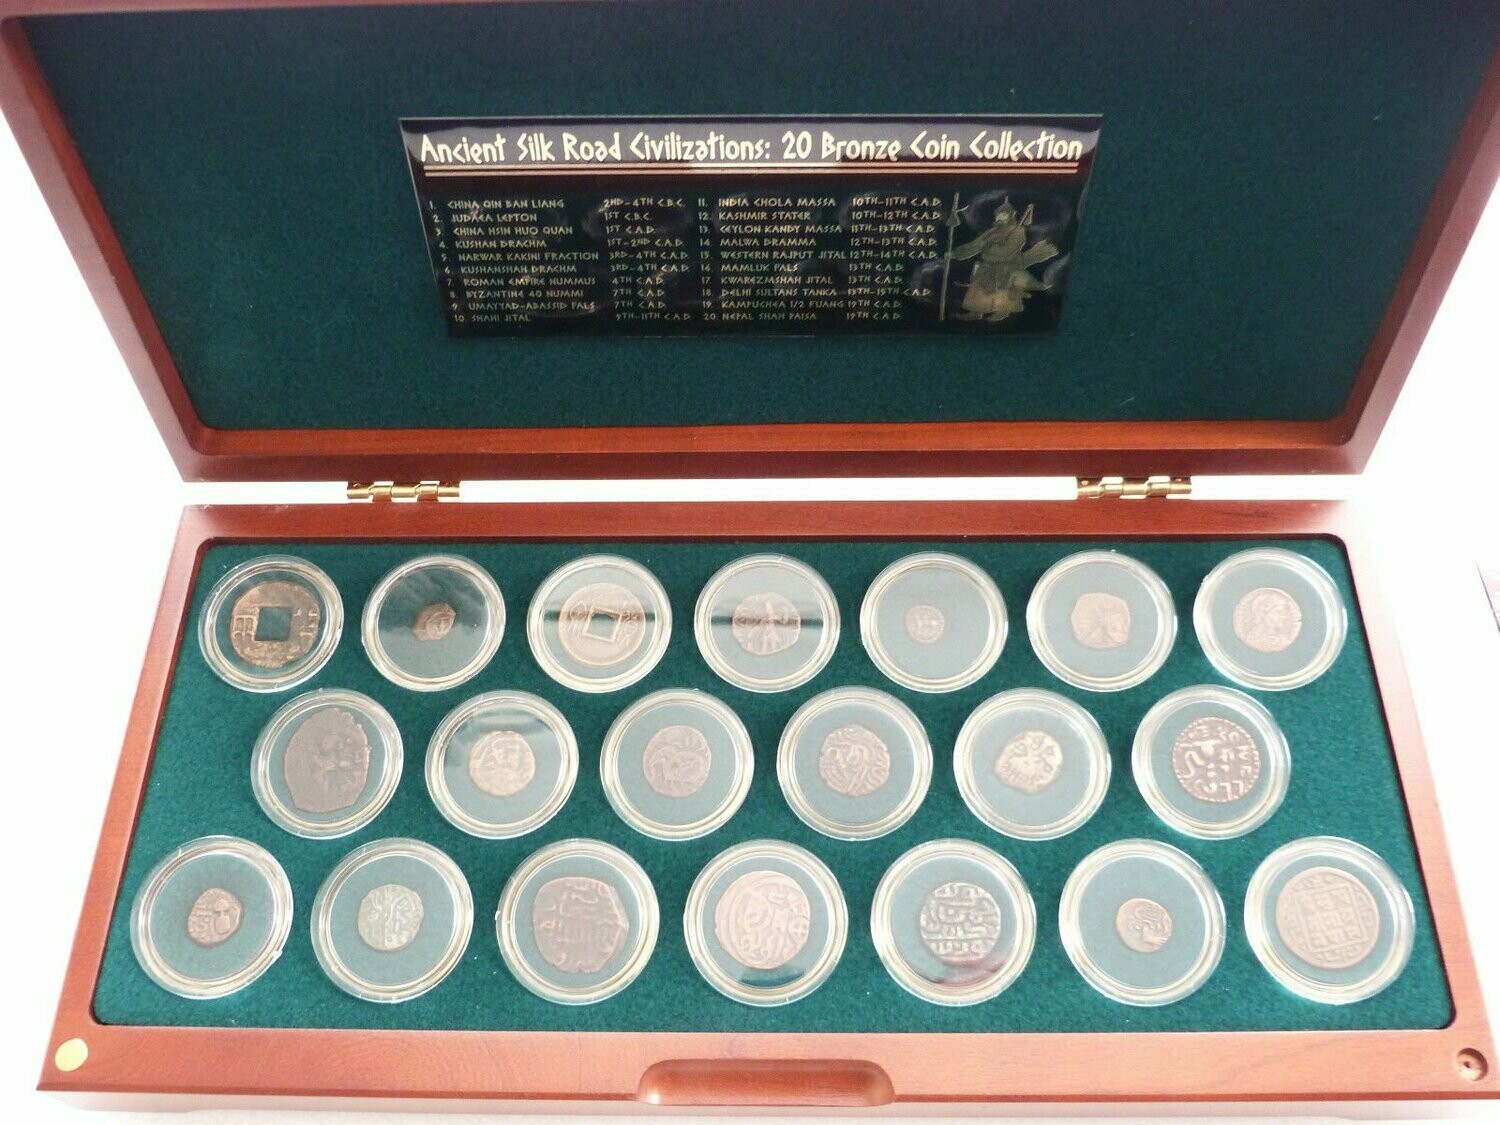 Ancient Silk Road Civilizations: 20 Bronze Coin Collection
1. CHINA QIN BAN LIANG 2ND-4TH C.B.C.
2. JUDAEA LEPTON 1ST C.B.C.
3. CHINA HSIN HUO QUAN 1ST C.A.D.
4. KUSHAN DRACHM 1ST-2ND C.A.D.
5. NARWAR KAKINI FRACTION 3RD-4TH C.A.D.
6. KUSHANSHAN DRACHM 3RD-4TH C.A.D.
7. ROMAN EMPIRE NUMMUS 4TH C.A.D.
8. BYZANTINE 40 NUMMI 7TH C.A.D.
9. UMAYYAD-ABASSID FALS 7TH C.A.D.
10. SHAHI JITAL 9TH-11TH C.A.D.
11. INDIA CHOLA MASSA 10TH-11TH C.A.D.
12. KASHMIR STATER 10TH-12TH C.A.D.
13. CEYLON KANDY MASSA 11TH-13TH C.A.D.
14. MALWA DRAMMA 12TH-13TH C.A.D.
15. WESTERN RAJPUT JITAL 12TH-14TH C.A.D.
16. MAMLUK FALS 13TH C.A.D.
17. KWAREZMSHAH JITAL 13TH C.A.D.
18. DELHI SULTANS TANKA 13TH-15TH C.A.D.
19. KAMPUCHEA 1/2 FUANG 19TH C.A.D.
20. NEPAL SHAH PAISA 19TH C.A.D.